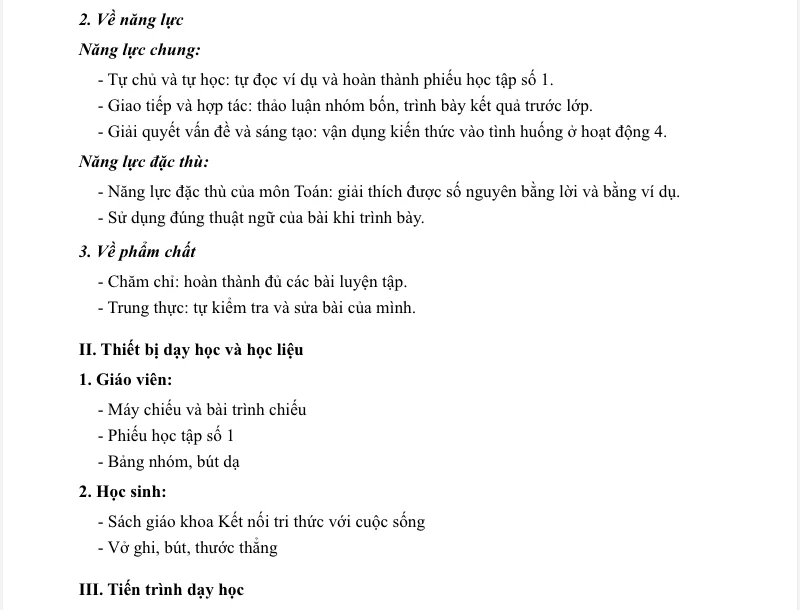 2. Về năng lực
Năng lực chung:
- Tự chủ và tự học: tự đọc ví dụ và hoàn thành phiếu học tập số 1.
- Giao tiếp và hợp tác: thảo luận nhóm bốn, trình bày kết quả trước lớp.
- Giải quyết vấn đề và sáng tạo: vận dụng kiến thức vào tình huống ở hoạt động 4.
Năng lực đặc thù:
- Năng lực đặc thù của môn Toán: giải thích được số nguyên bằng lời và bằng ví dụ.
- Sử dụng đúng thuật ngữ của bài khi trình bày.
3. Về phẩm chất
- Chăm chỉ: hoàn thành đủ các bài luyện tập.
- Trung thực: tự kiểm tra và sửa bài của mình.
II. Thiết bị dạy học và học liệu
1. Giáo viên:
- Máy chiếu và bài trình chiếu
- Phiếu học tập số 1
- Bảng nhóm, bút dạ
2. Học sinh:
- Sách giáo khoa Kết nối tri thức với cuộc sống
- Vở ghi, bút, thước thẳng
III. Tiến trình dạy học